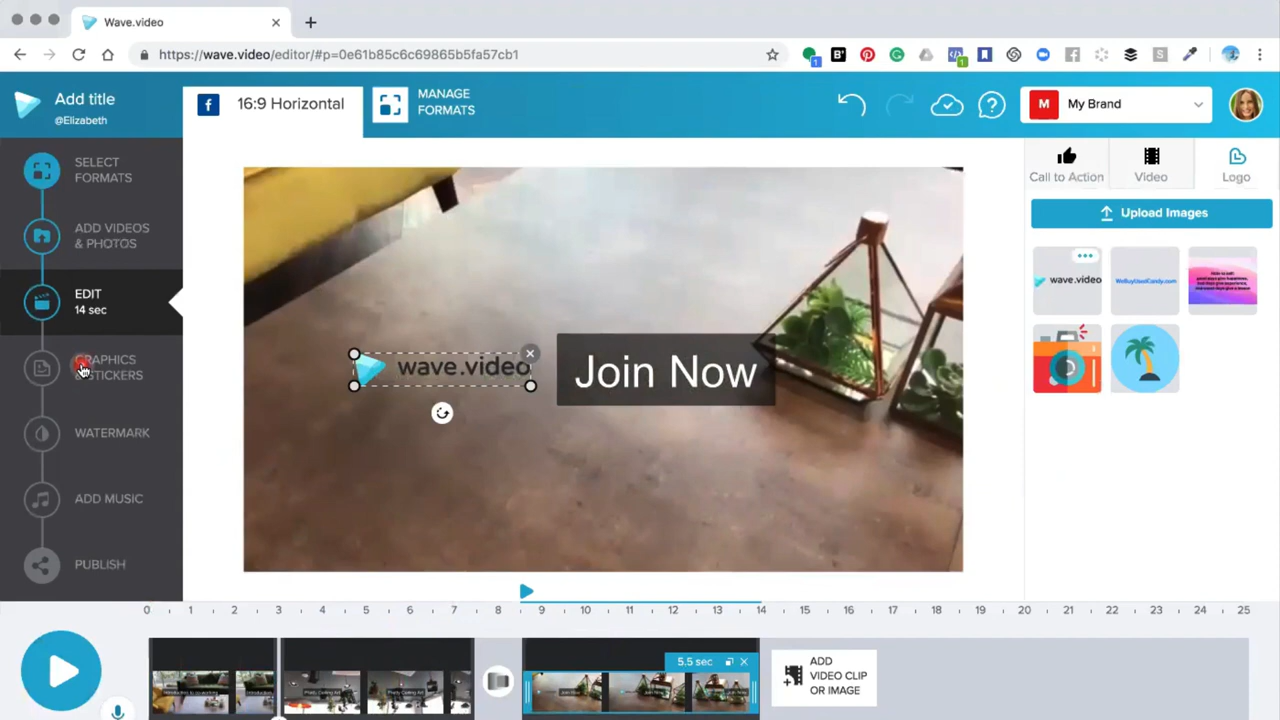 Wave.video
https://wave.video/editor/#p=0e61b85c6c69865b5fa57cb1
Add title
@Elizabeth
16:9 Horizontal
MANAGE
FORMATS
M
My Brand
SELECT
FORMATS
ADD VIDEOS
& PHOTOS
EDIT
14 sec
GRAPHICS
STICKERS
WATERMARK
ADD MUSIC
PUBLISH
wave.video
Join Now
Call to Action
Video
Logo
Upload Images
wave.video
WeBuyUsedCandy.com
0 1 2 3 4 5 6 7 8 9 10 11 12 13 14 15 16 17 18 19 20 21 22 23 24 25
5.5 sec
ADD
VIDEO CLIP
OR IMAGE